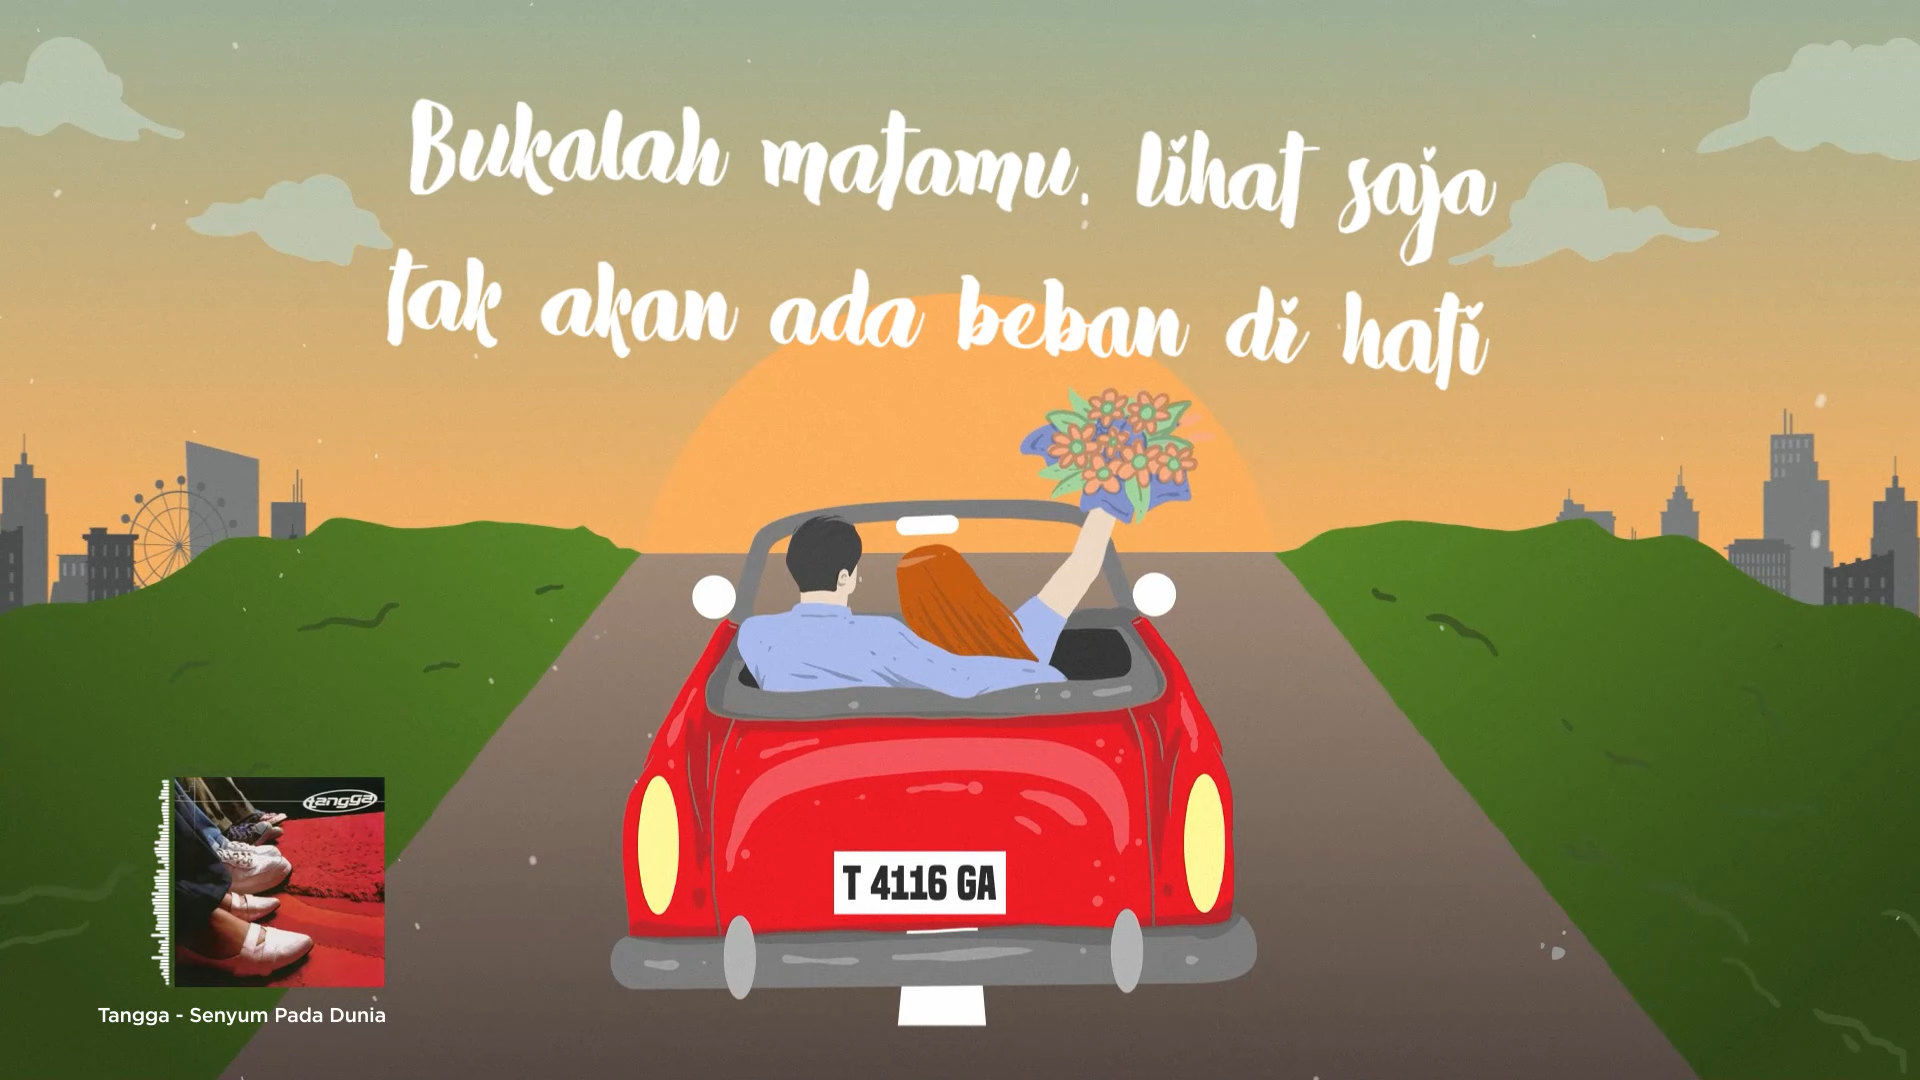 Bukalah matamu, lihat saja
tak akan ada beban di hati
tangga
T 4116 GA
Tangga - Senyum Pada Dunia